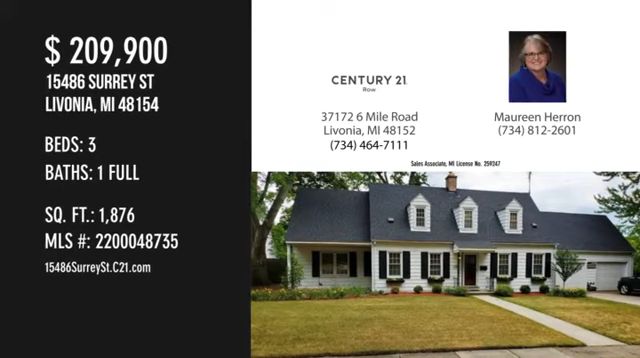 $ 209,900
15486 SURREY ST
LIVONIA, MI 48154
BEDS: 3
BATHS: 1 FULL
SQ. FT.: 1,876
MLS #: 2200048735
15486SurreySt.C21.com
CENTURY 21
Row
37172 6 Mile Road
Livonia, MI 48152
(734) 464-7111
Maureen Herron
(734) 812-2601
Sales Associate, MI License No. 259247